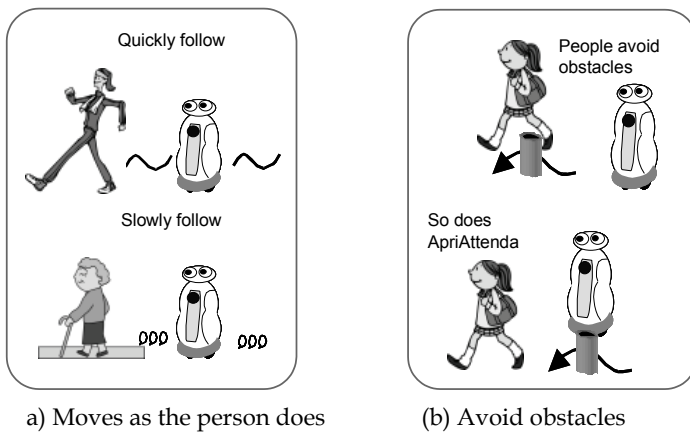 Quickly follow
Slowly follow
People avoid
obstacles
So does
ApriAttenda
a) Moves as the person does
(b) Avoid obstacles